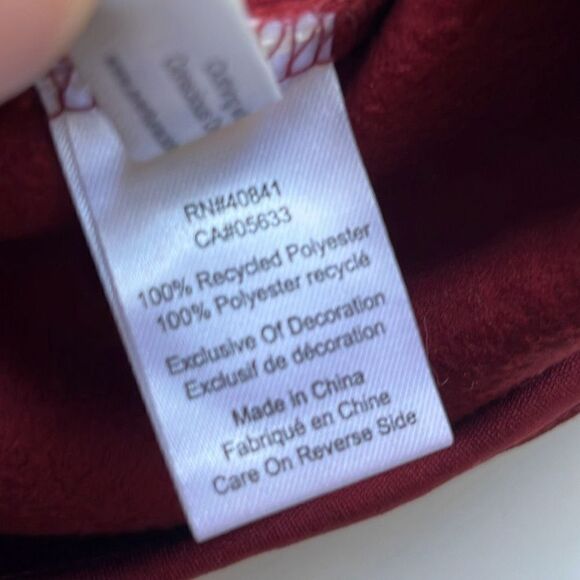 RN#40841
CA#05633
100% Recycled Polyester
100% Polyester recyclé
Exclusive Of Decoration
Exclusif de décoration
Made in China
Fabriqué en Chine
Care On Reverse Side